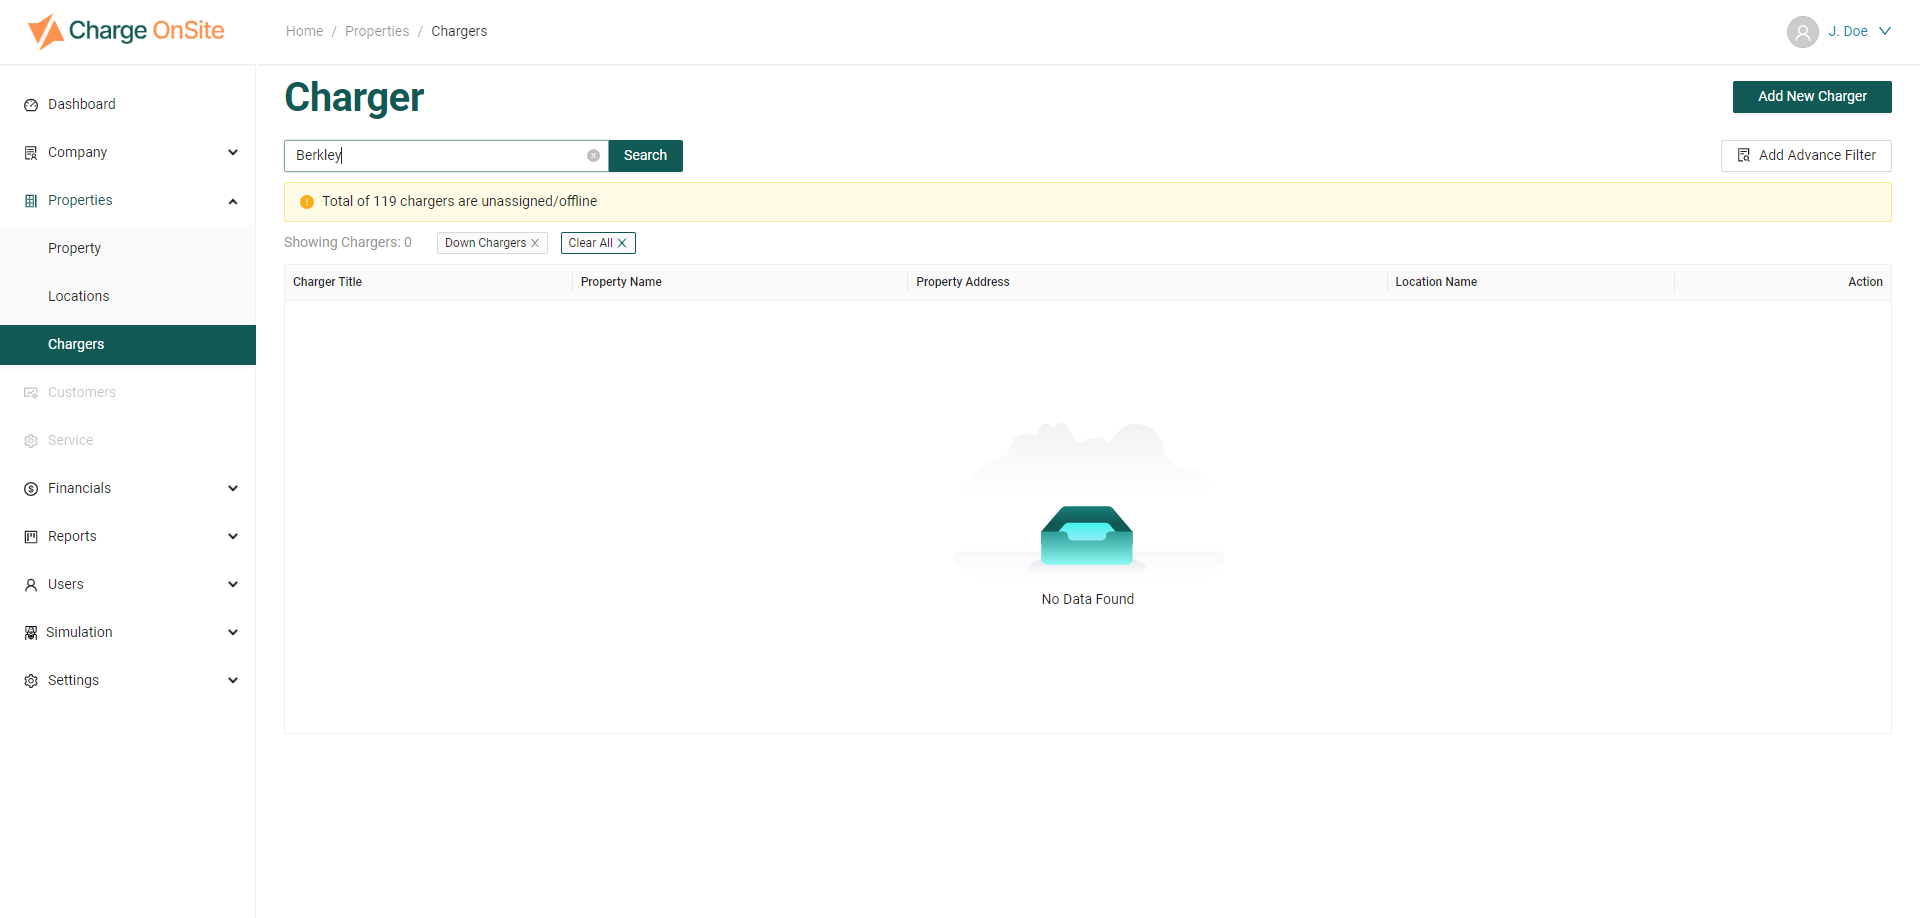 Charge OnSite
Home / Properties / Chargers
J. Doe
Dashboard
Company
Properties
Property
Locations
Chargers
Customers
Service
Financials
Reports
Users
Simulation
Settings
Charger
Add New Charger
Berkley
Search
Add Advance Filter
Total of 119 chargers are unassigned/offline
Showing Chargers: 0
Down Chargers
Clear All
Charger Title
Property Name
Property Address
Location Name
Action
No Data Found